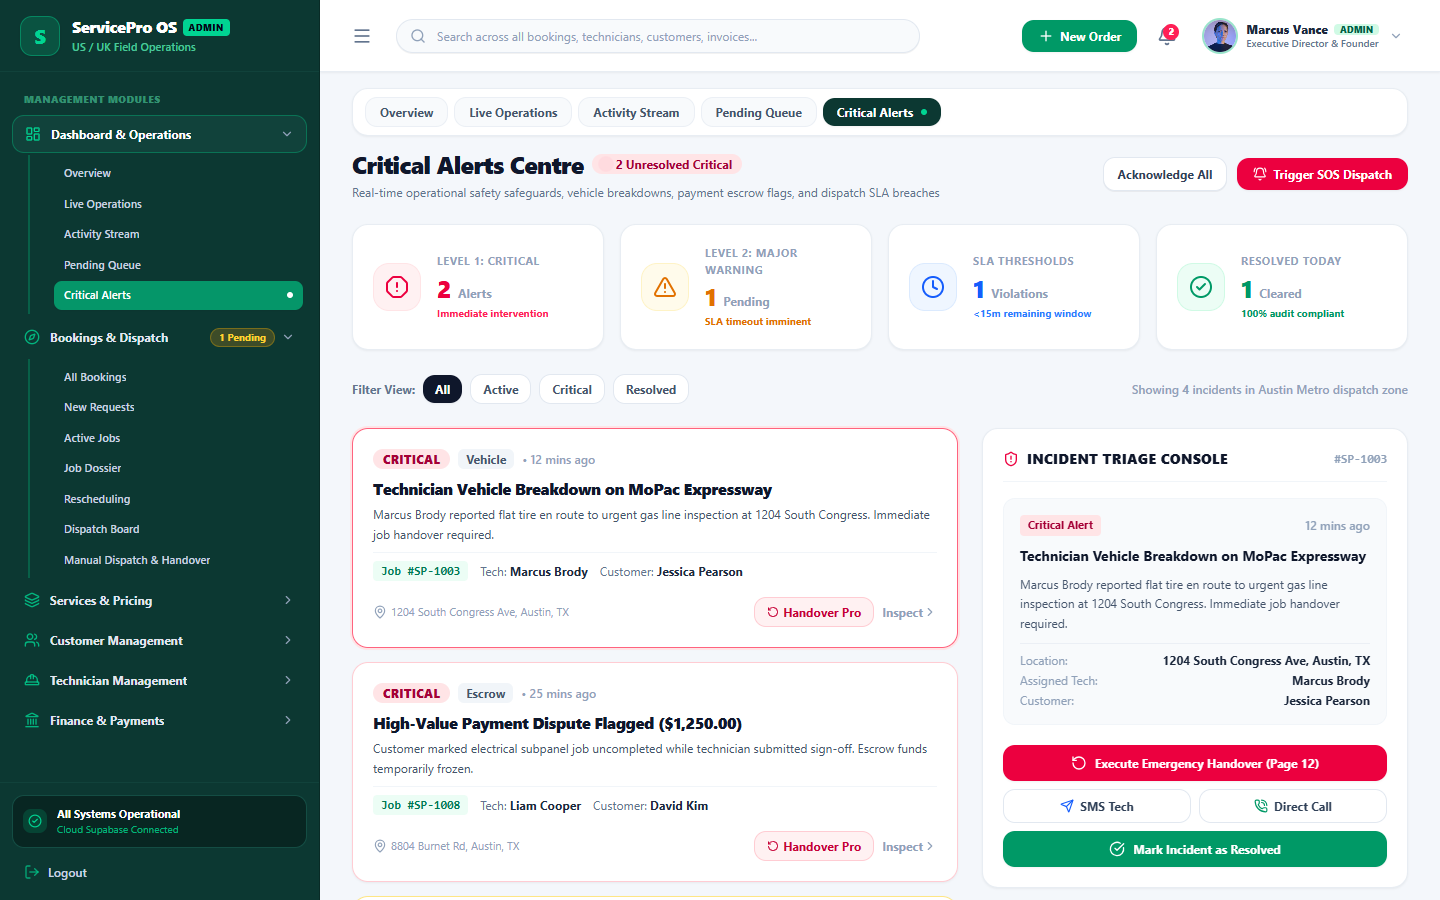 S
ServicePro OS ADMIN
US / UK Field Operations
MANAGEMENT MODULES
Dashboard & Operations
Overview
Live Operations
Activity Stream
Pending Queue
Critical Alerts
Bookings & Dispatch 1 Pending
All Bookings
New Requests
Active Jobs
Job Dossier
Rescheduling
Dispatch Board
Manual Dispatch & Handover
Services & Pricing
Customer Management
Technician Management
Finance & Payments
All Systems Operational
Cloud Supabase Connected
Logout
Search across all bookings, technicians, customers, invoices...
New Order
2
Marcus Vance ADMIN
Executive Director & Founder
Overview Live Operations Activity Stream Pending Queue Critical Alerts
Critical Alerts Centre 2 Unresolved Critical
Real-time operational safety safeguards, vehicle breakdowns, payment escrow flags, and dispatch SLA breaches
Acknowledge All
Trigger SOS Dispatch
LEVEL 1: CRITICAL
2 Alerts
Immediate intervention
LEVEL 2: MAJOR
WARNING
1 Pending
SLA timeout imminent
SLA THRESHOLDS
1 Violations
<15m remaining window
RESOLVED TODAY
1 Cleared
100% audit compliant
Filter View: All Active Critical Resolved
Showing 4 incidents in Austin Metro dispatch zone
CRITICAL Vehicle • 12 mins ago
Technician Vehicle Breakdown on MoPac Expressway
Marcus Brody reported flat tire en route to urgent gas line inspection at 1204 South Congress. Immediate
job handover required.
Job #SP-1003 Tech: Marcus Brody Customer: Jessica Pearson
1204 South Congress Ave, Austin, TX
Handover Pro Inspect
CRITICAL Escrow • 25 mins ago
High-Value Payment Dispute Flagged ($1,250.00)
Customer marked electrical subpanel job uncompleted while technician submitted sign-off. Escrow funds
temporarily frozen.
Job #SP-1008 Tech: Liam Cooper Customer: David Kim
8804 Burnet Rd, Austin, TX
Handover Pro Inspect
INCIDENT TRIAGE CONSOLE #SP-1003
Critical Alert 12 mins ago
Technician Vehicle Breakdown on MoPac Expressway
Marcus Brody reported flat tire en route to urgent gas line
inspection at 1204 South Congress. Immediate job handover
required.
Location: 1204 South Congress Ave, Austin, TX
Assigned Tech: Marcus Brody
Customer: Jessica Pearson
Execute Emergency Handover (Page 12)
SMS Tech Direct Call
Mark Incident as Resolved